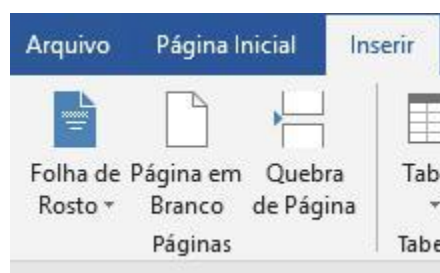 Arquivo Página Inicial Inserir
Folha de Rosto
Página em Branco
Quebra de Página
Páginas